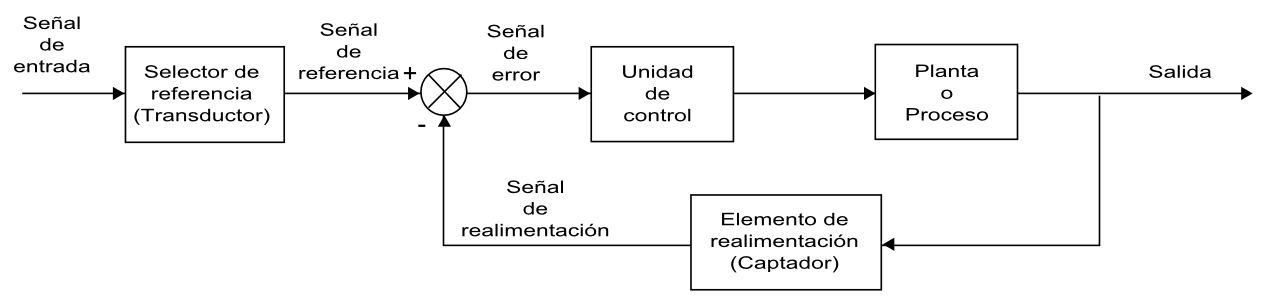 Señal
de
entrada
Selector de
referencia
(Transductor)
Señal
de
referencia
+
-
Señal
de
error
Unidad
de
control
Planta
o
Proceso
Salida
Señal
de
realimentación
Elemento de
realimentación
(Captador)